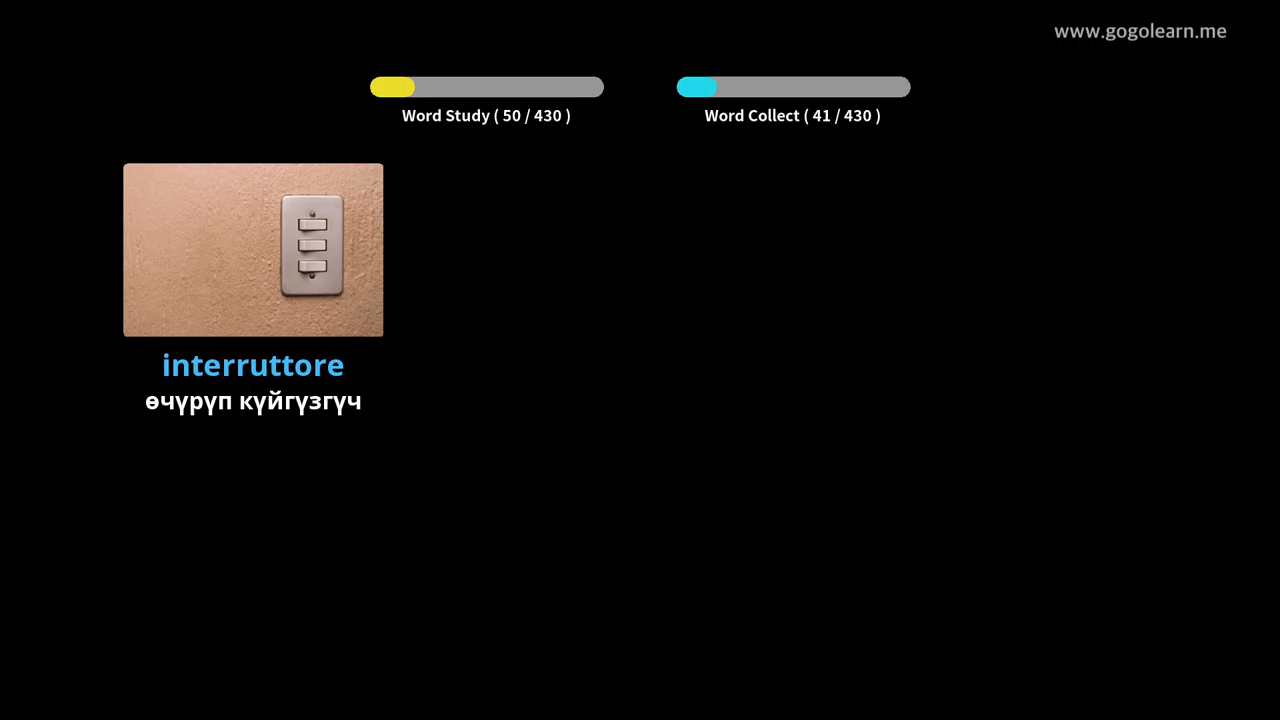 www.gogolearn.me
Word Study ( 50 / 430 )
Word Collect ( 41 / 430 )
interruttore
өчүрүп күйгүзгүч